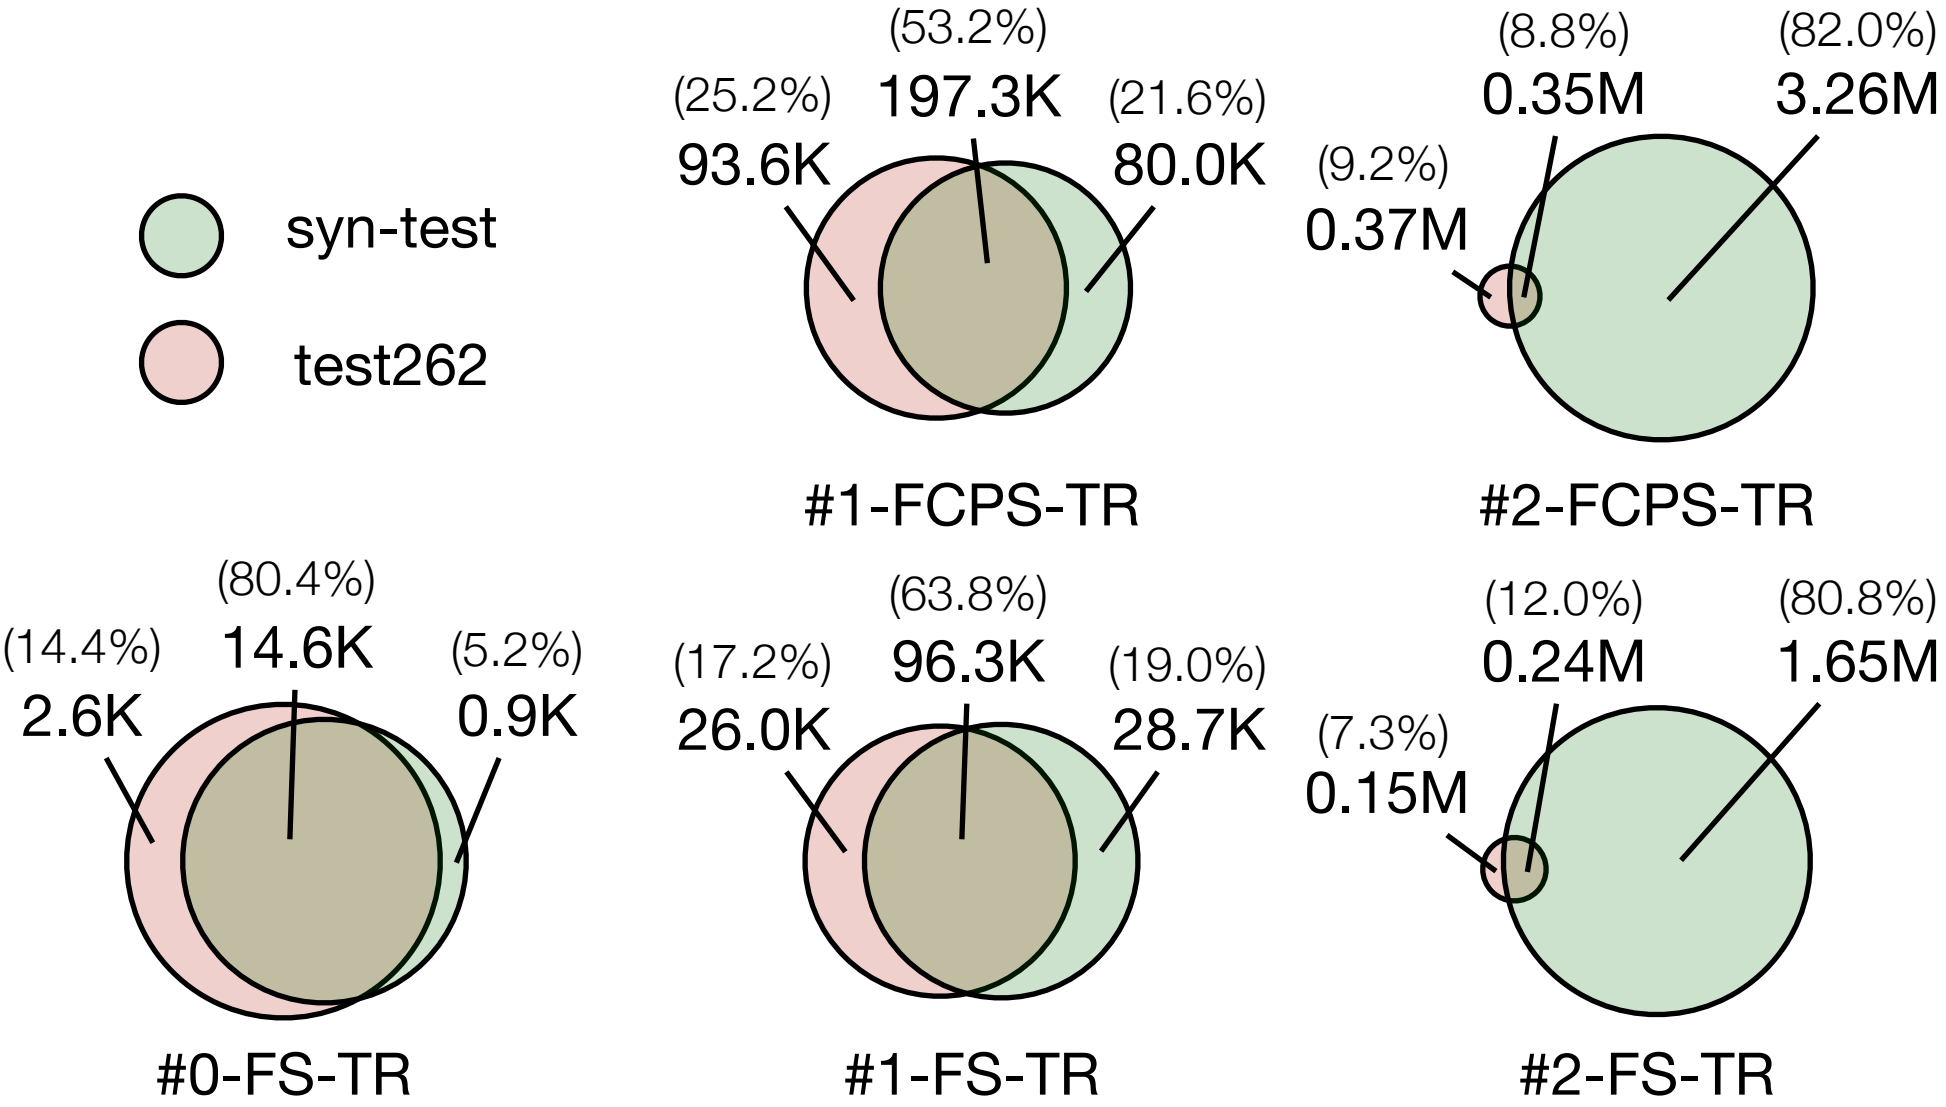 syn-test
test262
(25.2%)
93.6K
(53.2%)
197.3K
(21.6%)
80.0K
#1-FCPS-TR
(9.2%)
0.37M
(8.8%)
0.35M
(82.0%)
3.26M
#2-FCPS-TR
(14.4%)
2.6K
(80.4%)
14.6K
(5.2%)
0.9K
#0-FS-TR
(17.2%)
26.0K
(63.8%)
96.3K
(19.0%)
28.7K
#1-FS-TR
(7.3%)
0.15M
(12.0%)
0.24M
(80.8%)
1.65M
#2-FS-TR